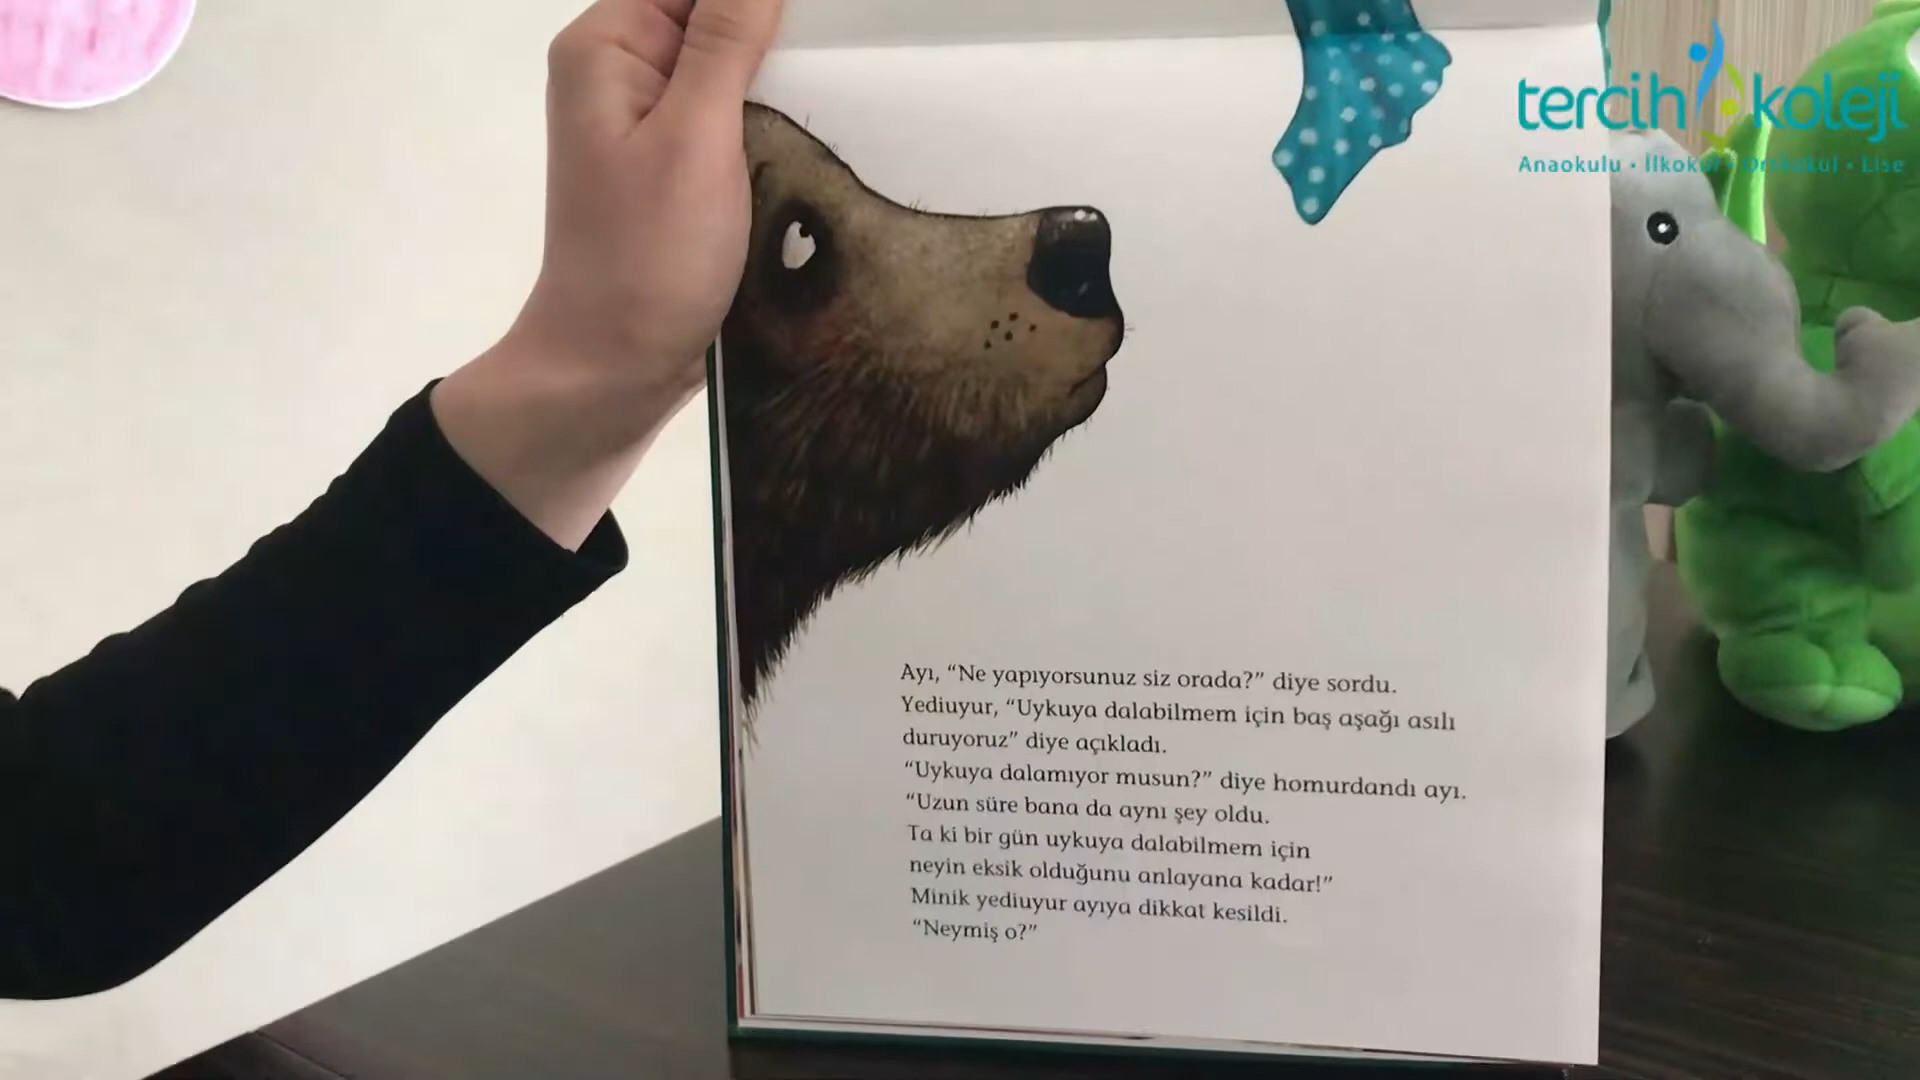 tercih koleji
Anaokulu • İlkokul • Ortaokul • Lise
Ayı, “Ne yapıyorsunuz siz orada?” diye sordu.
Yediuyur, “Uykuya dalabilmem için baş aşağı asılı
duruyoruz” diye açıkladı.
“Uykuya dalamıyor musun?” diye homurdandı ayı.
“Uzun süre bana da aynı şey oldu.
Ta ki bir gün uykuya dalabilmem için
neyin eksik olduğunu anlayana kadar!”
Minik yediuyur ayıya dikkat kesildi.
“Neymiş o?”